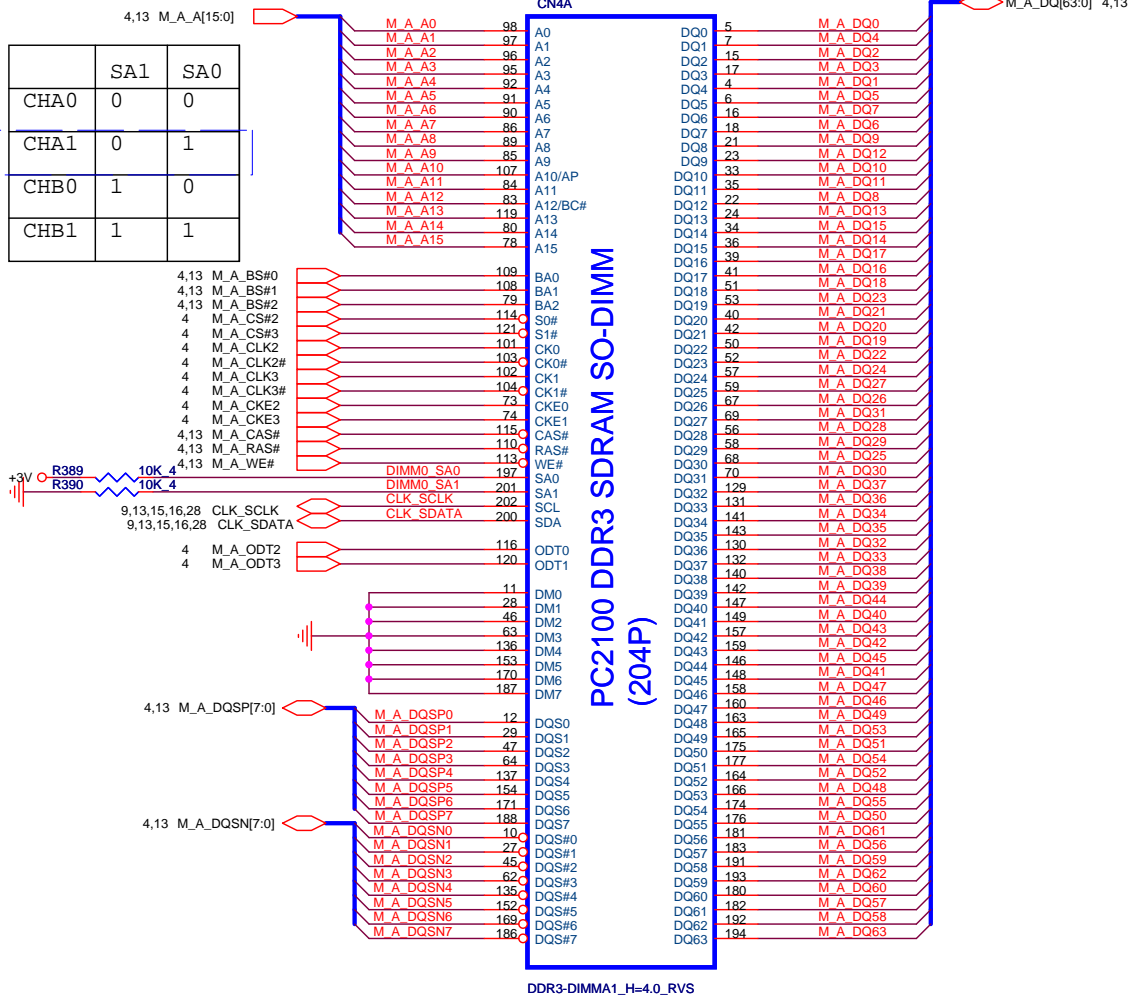 CN4A
4,13 M_A_A[15:0]
M_A_DQ[63:0] 4,13
SA1 SA0
CHA0 0 0
CHA1 0 1
CHB0 1 0
CHB1 1 1
M_A_A0 98 A0 DQ0 5 M_A_DQ0
M_A_A1 97 A1 DQ1 7 M_A_DQ4
M_A_A2 96 A2 DQ2 15 M_A_DQ2
M_A_A3 95 A3 DQ3 17 M_A_DQ3
M_A_A4 92 A4 DQ4 4 M_A_DQ1
M_A_A5 91 A5 DQ5 6 M_A_DQ5
M_A_A6 90 A6 DQ6 16 M_A_DQ7
M_A_A7 86 A7 DQ7 18 M_A_DQ6
M_A_A8 89 A8 DQ8 21 M_A_DQ9
M_A_A9 85 A9 DQ9 23 M_A_DQ12
M_A_A10 107 A10/AP DQ10 33 M_A_DQ10
M_A_A11 84 A11 DQ11 35 M_A_DQ11
M_A_A12 83 A12/BC# DQ12 22 M_A_DQ8
M_A_A13 119 A13 DQ13 24 M_A_DQ13
M_A_A14 80 A14 DQ14 34 M_A_DQ15
M_A_A15 78 A15 DQ15 36 M_A_DQ14
DQ16 39 M_A_DQ17
4,13 M_A_BS#0 109 BA0 DQ17 41 M_A_DQ16
4,13 M_A_BS#1 108 BA1 DQ18 51 M_A_DQ18
4,13 M_A_BS#2 79 BA2 DQ19 53 M_A_DQ23
4 M_A_CS#2 114 S0# DQ20 40 M_A_DQ21
4 M_A_CS#3 121 S1# DQ21 42 M_A_DQ20
4 M_A_CLK2 101 CK0 DQ22 50 M_A_DQ19
4 M_A_CLK2# 103 CK0# DQ23 52 M_A_DQ22
4 M_A_CLK3 102 CK1 DQ24 57 M_A_DQ24
4 M_A_CLK3# 104 CK1# DQ25 59 M_A_DQ27
4 M_A_CKE2 73 CKE0 DQ26 67 M_A_DQ26
4 M_A_CKE3 74 CKE1 DQ27 69 M_A_DQ31
4,13 M_A_CAS# 115 CAS# DQ28 56 M_A_DQ28
4,13 M_A_RAS# 110 RAS# DQ29 58 M_A_DQ29
4,13 M_A_WE# 113 WE# DQ30 68 M_A_DQ25
+3V R389 10K_4 DIMM0_SA0 197 SA0 DQ31 70 M_A_DQ30
R390 10K_4 DIMM0_SA1 201 SA1 DQ32 129 M_A_DQ37
9,13,15,16,28 CLK_SCLK CLK_SCLK 202 SCL DQ33 131 M_A_DQ36
9,13,15,16,28 CLK_SDATA CLK_SDATA 200 SDA DQ34 141 M_A_DQ34
DQ35 143 M_A_DQ35
4 M_A_ODT2 116 ODT0 DQ36 130 M_A_DQ32
4 M_A_ODT3 120 ODT1 DQ37 132 M_A_DQ33
DQ38 140 M_A_DQ38
11 DM0 DQ39 142 M_A_DQ39
28 DM1 DQ40 147 M_A_DQ44
46 DM2 DQ41 149 M_A_DQ40
63 DM3 DQ42 157 M_A_DQ43
136 DM4 DQ43 159 M_A_DQ42
153 DM5 DQ44 146 M_A_DQ45
170 DM6 DQ45 148 M_A_DQ41
187 DM7 DQ46 158 M_A_DQ47
4,13 M_A_DQSP[7:0] DQ47 160 M_A_DQ46
M_A_DQSP0 12 DQS0 DQ48 163 M_A_DQ49
M_A_DQSP1 29 DQS1 DQ49 165 M_A_DQ53
M_A_DQSP2 47 DQS2 DQ50 175 M_A_DQ51
M_A_DQSP3 64 DQS3 DQ51 177 M_A_DQ54
M_A_DQSP4 137 DQS4 DQ52 164 M_A_DQ52
M_A_DQSP5 154 DQS5 DQ53 166 M_A_DQ48
M_A_DQSP6 171 DQS6 DQ54 174 M_A_DQ55
M_A_DQSP7 188 DQS7 DQ55 176 M_A_DQ50
4,13 M_A_DQSN[7:0]
M_A_DQSN0 10 DQS#0 DQ56 181 M_A_DQ61
M_A_DQSN1 27 DQS#1 DQ57 183 M_A_DQ56
M_A_DQSN2 45 DQS#2 DQ58 191 M_A_DQ59
M_A_DQSN3 62 DQS#3 DQ59 193 M_A_DQ62
M_A_DQSN4 135 DQS#4 DQ60 180 M_A_DQ60
M_A_DQSN5 152 DQS#5 DQ61 182 M_A_DQ57
M_A_DQSN6 169 DQS#6 DQ62 192 M_A_DQ58
M_A_DQSN7 186 DQS#7 DQ63 194 M_A_DQ63
PC2100 DDR3 SDRAM SO-DIMM
(204P)
DDR3-DIMMA1_H=4.0_RVS